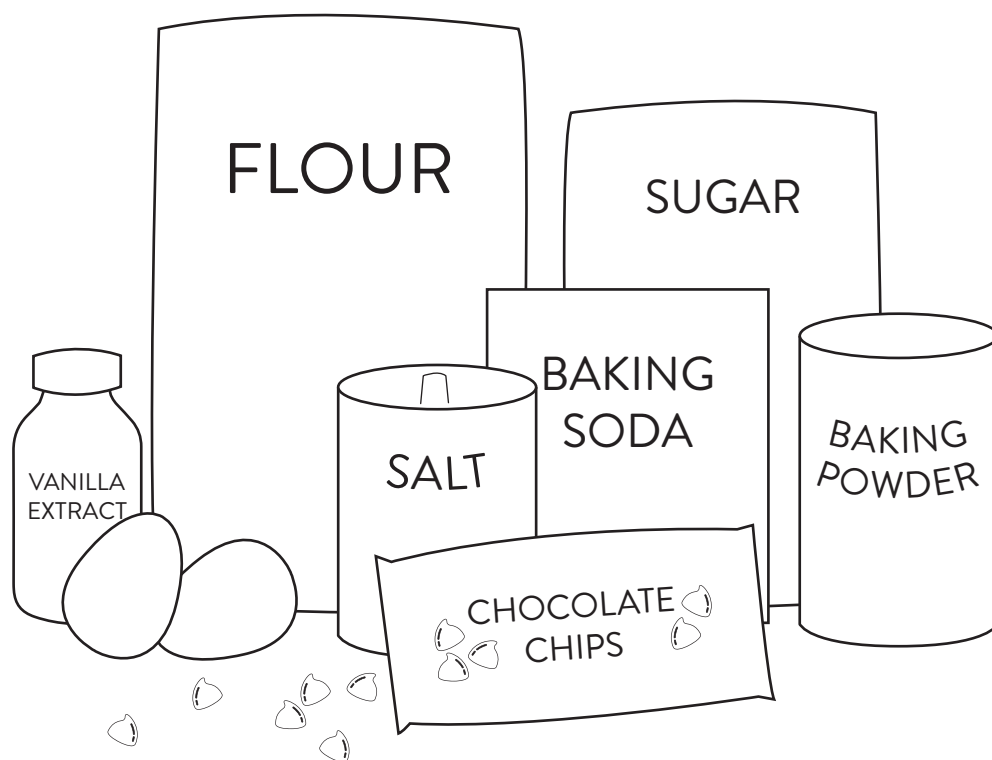 FLOUR
SUGAR
BAKING
SODA
BAKING
POWDER
SALT
VANILLA
EXTRACT
CHOCOLATE
CHIPS